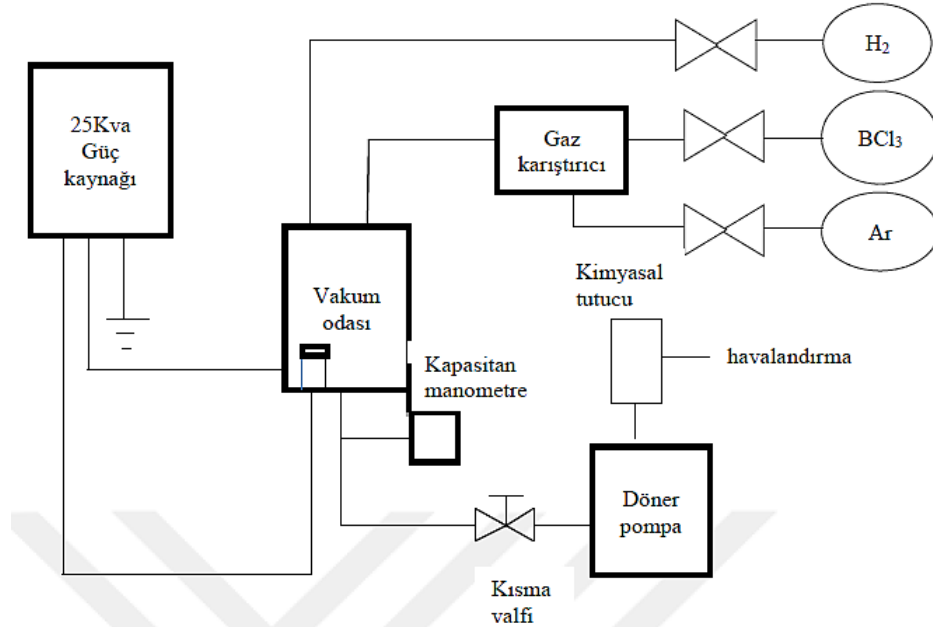 H₂
25Kva
Güç
kaynağı
Gaz
karıştırıcı
BCl₃
Ar
Kimyasal
tutucu
Vakum
odası
havalandırma
Kapasitan
manometre
Döner
pompa
Kısma
valfi